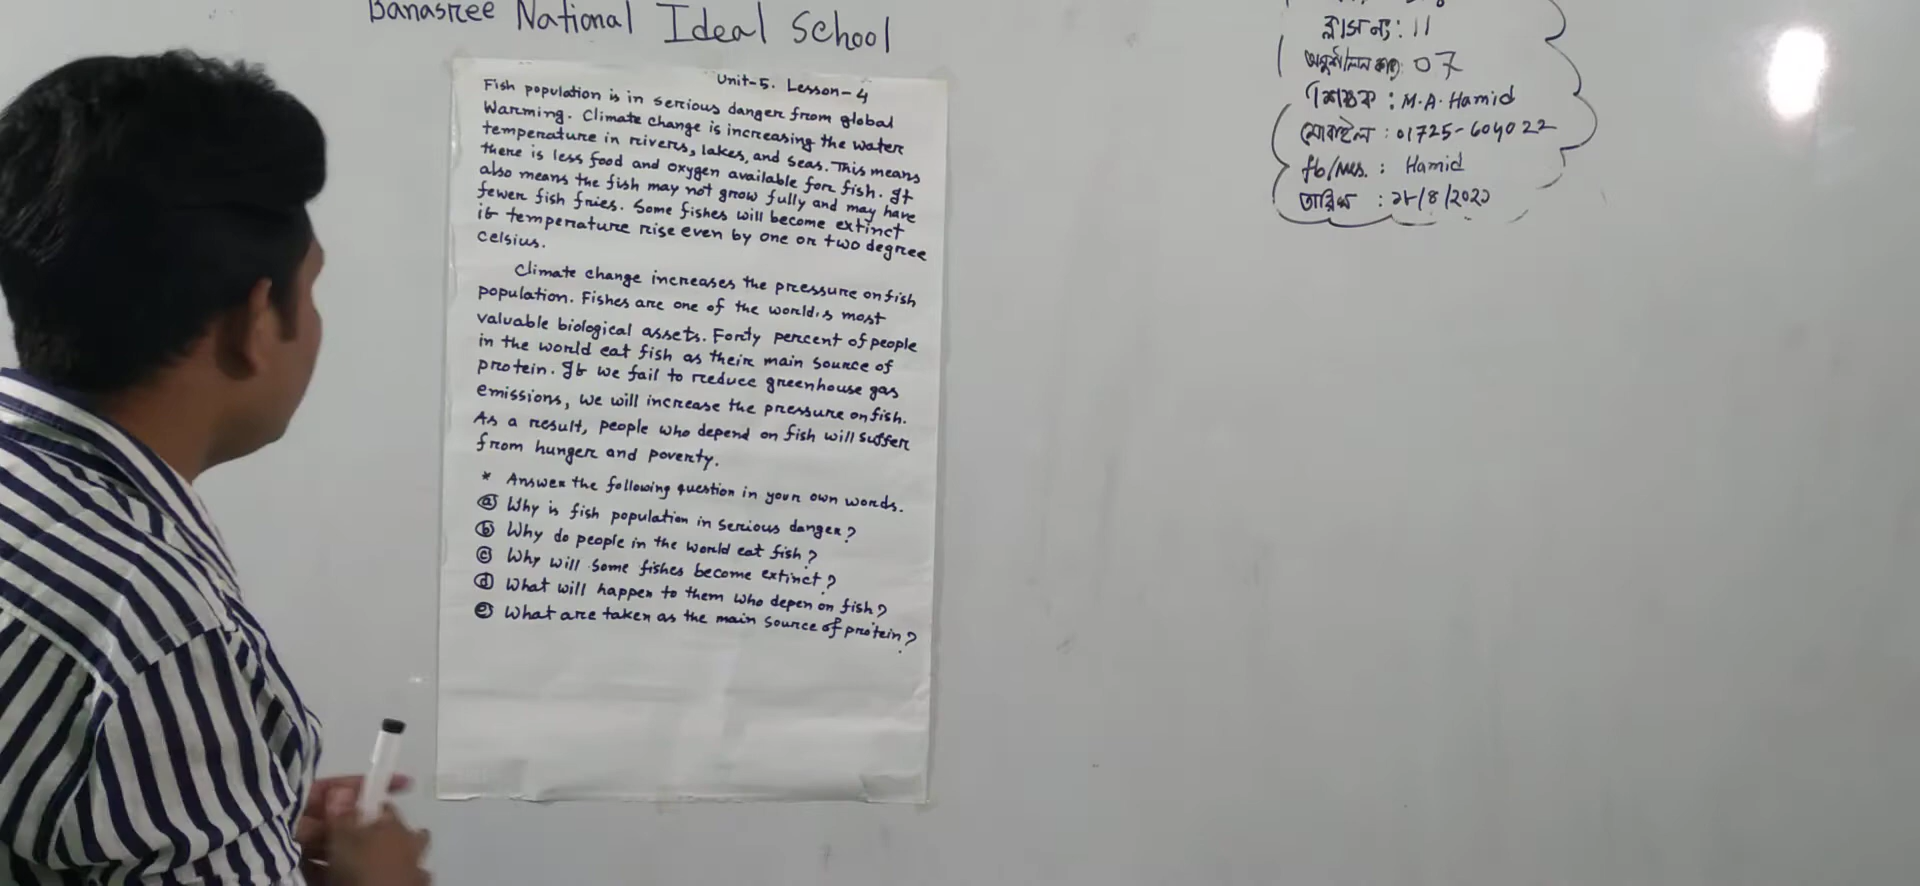 Banasree National Ideal School
Unit-5. Lesson-4
Fish population is in serious danger from global
Warming. Climate change is increasing the water
temperature in rivers, lakes, and seas. This means
there is less food and oxygen available for fish. It
also means the fish may not grow fully and may have
fewer fish fries. Some fishes will become extinct
if temperature rise even by one or two degree
Celsius.
Climate change increases the pressure on fish
population. Fishes are one of the world's most
valuable biological assets. Forty percent of people
in the world eat fish as their main source of
protein. If we fail to reduce greenhouse gas
emissions, we will increase the pressure on fish.
As a result, people who depend on fish will suffer
from hunger and poverty.
* Answer the following question in your own words.
ⓐ Why is fish population in serious danger?
ⓑ Why do people in the world eat fish?
ⓒ Why will some fishes become extinct?
ⓓ What will happen to them who depen on fish?
ⓔ What are taken as the main source of protein?
ক্লাস নং: 11
07
শিক্ষক : M.A. Hamid
মোবাইল : 01725-604022
fb/Mes. : Hamid
তারিখ :